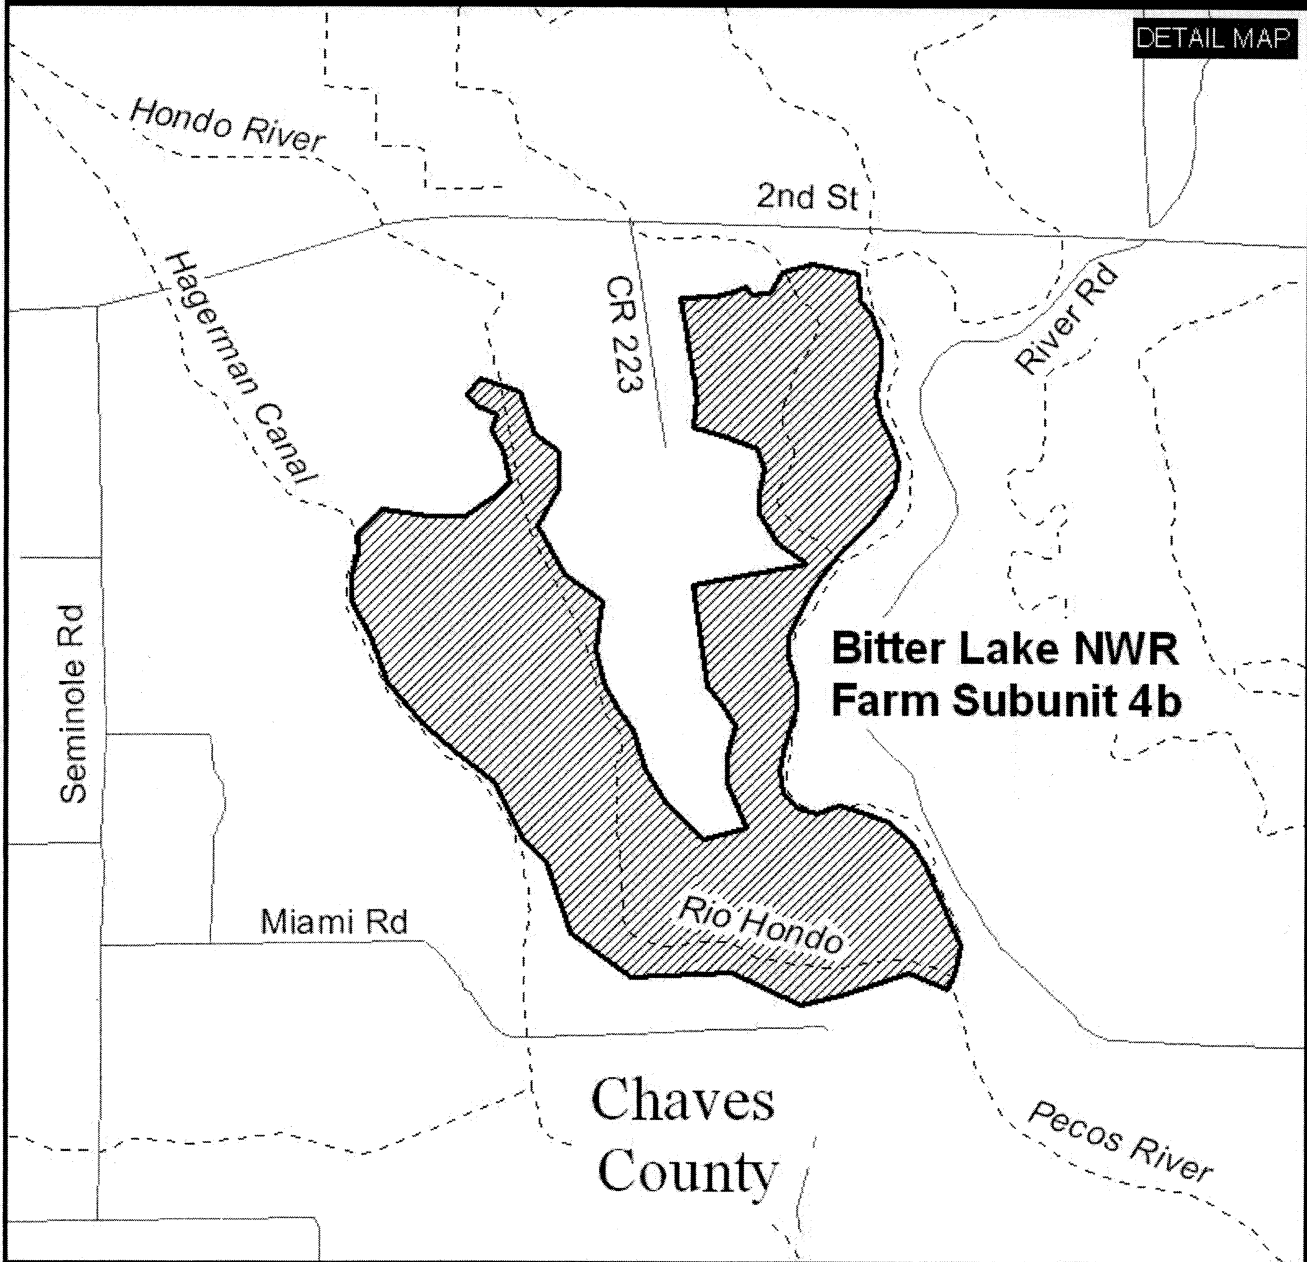 DETAIL MAP
Hondo River
2nd St
Hagerman Canal
CR 223
River Rd
Seminole Rd
Bitter Lake NWR
Farm Subunit 4b
Miami Rd
Rio Hondo
Chaves
County
Pecos River